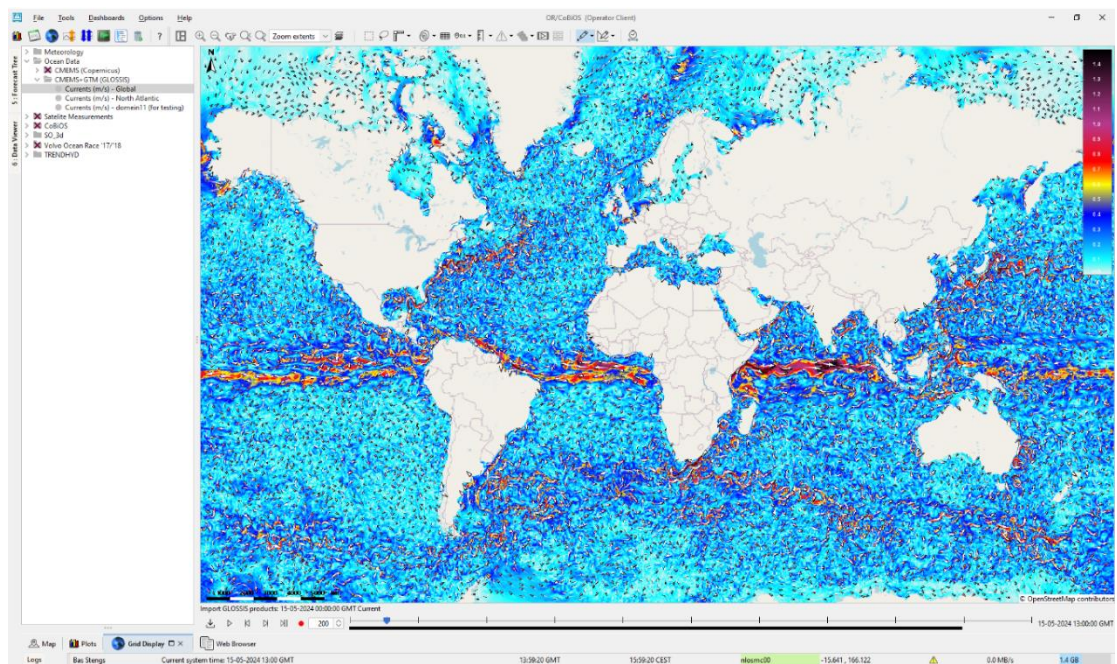 OR/CoBiOS (Operator Client)
File Tools Dashboards Options Help
Zoom extents
5 : Forecast Tree
6 : Data Viewer
Meteorology
Ocean Data
CMEMS (Copernicus)
CMEMS+ GTM (GLOSSIS)
Currents (m/s) - Global
Currents (m/s) - North Atlantic
Currents (m/s) - domein11 (for testing)
Satelite Measurements
CoBiOS
SO_3d
Volvo Ocean Race '17/'18
TRENDHYD
N
1.4
1.3
1.2
1.1
1.0
0.9
0.8
0.7
0.6
0.5
0.4
0.3
0.2
© OpenStreetMap contributors
Import GLOSSIS products: 15-05-2024 00:00:00 GMT Current
200
15-05-2024 13:00:00 GMT
Map Plots Grid Display Web Browser
Logs Bas Stengs Current system time: 15-05-2024 13:00 GMT 13:59:20 GMT 15:59:20 CEST nlosmc00 -15.641 , 166.122 0.0 MB/s 1.4 GB